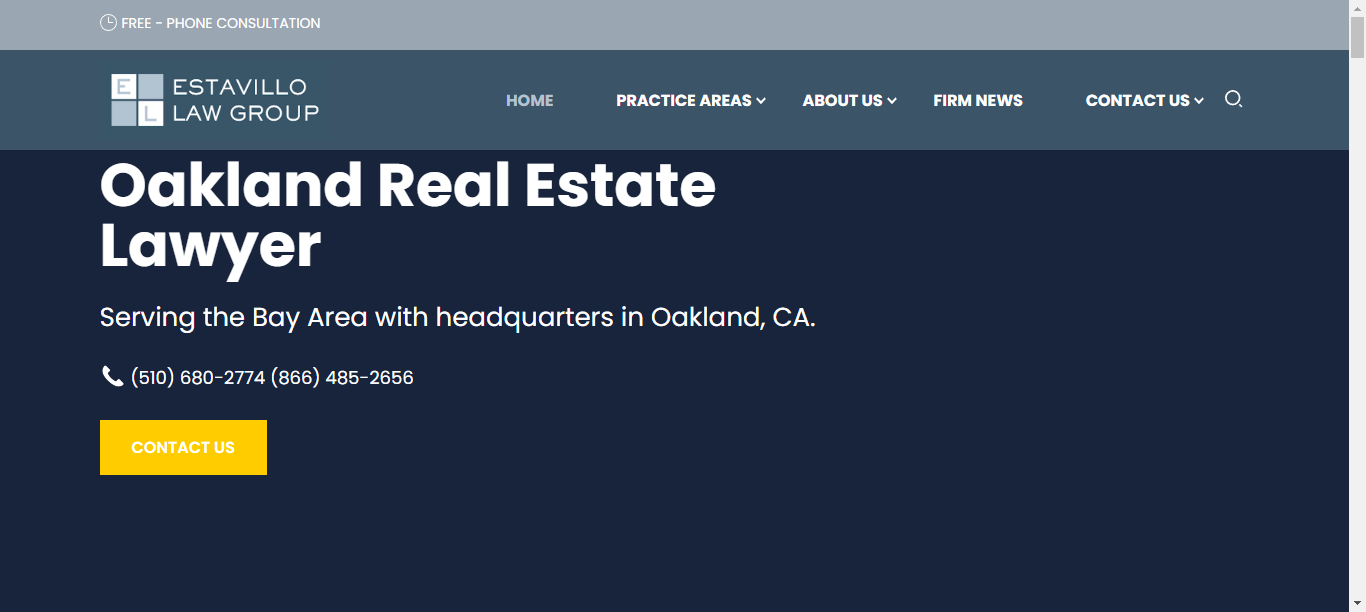 FREE - PHONE CONSULTATION
E
L
ESTAVILLO
LAW GROUP
HOME
PRACTICE AREAS
ABOUT US
FIRM NEWS
CONTACT US
Oakland Real Estate
Lawyer
Serving the Bay Area with headquarters in Oakland, CA.
(510) 680-2774 (866) 485-2656
CONTACT US